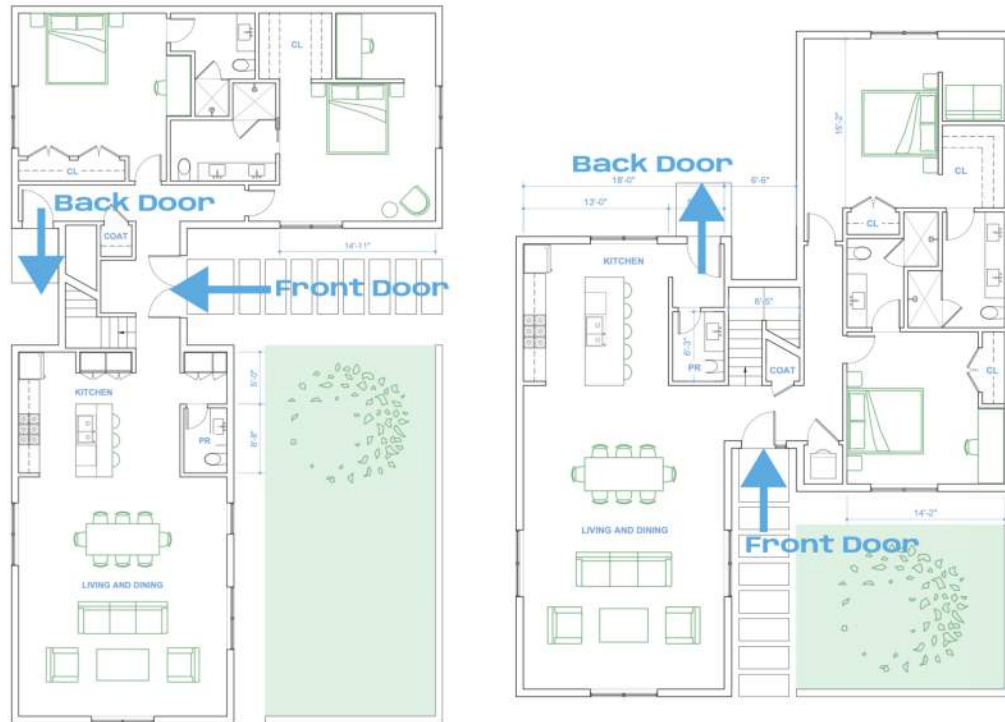 CL
CL
Back Door
COAT
14'-11"
Front Door
KITCHEN
5'-0"
8'-8"
PR
LIVING AND DINING
15'-2"
Back Door
18'-0"
6'-6"
13'-0"
CL
CL
KITCHEN
6'-5"
6'-3"
PR
COAT
CL
14'-2"
LIVING AND DINING
Front Door